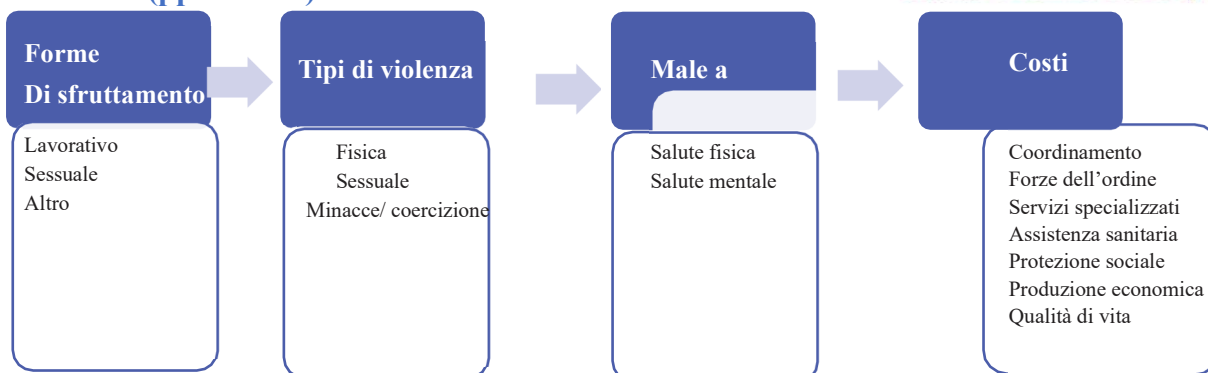 Forme
Di sfruttamento
Lavorativo
Sessuale
Altro
Tipi di violenza
Fisica
Sessuale
Minacce/ coercizione
Male a
Salute fisica
Salute mentale
Costi
Coordinamento
Forze dell’ordine
Servizi specializzati
Assistenza sanitaria
Protezione sociale
Produzione economica
Qualità di vita